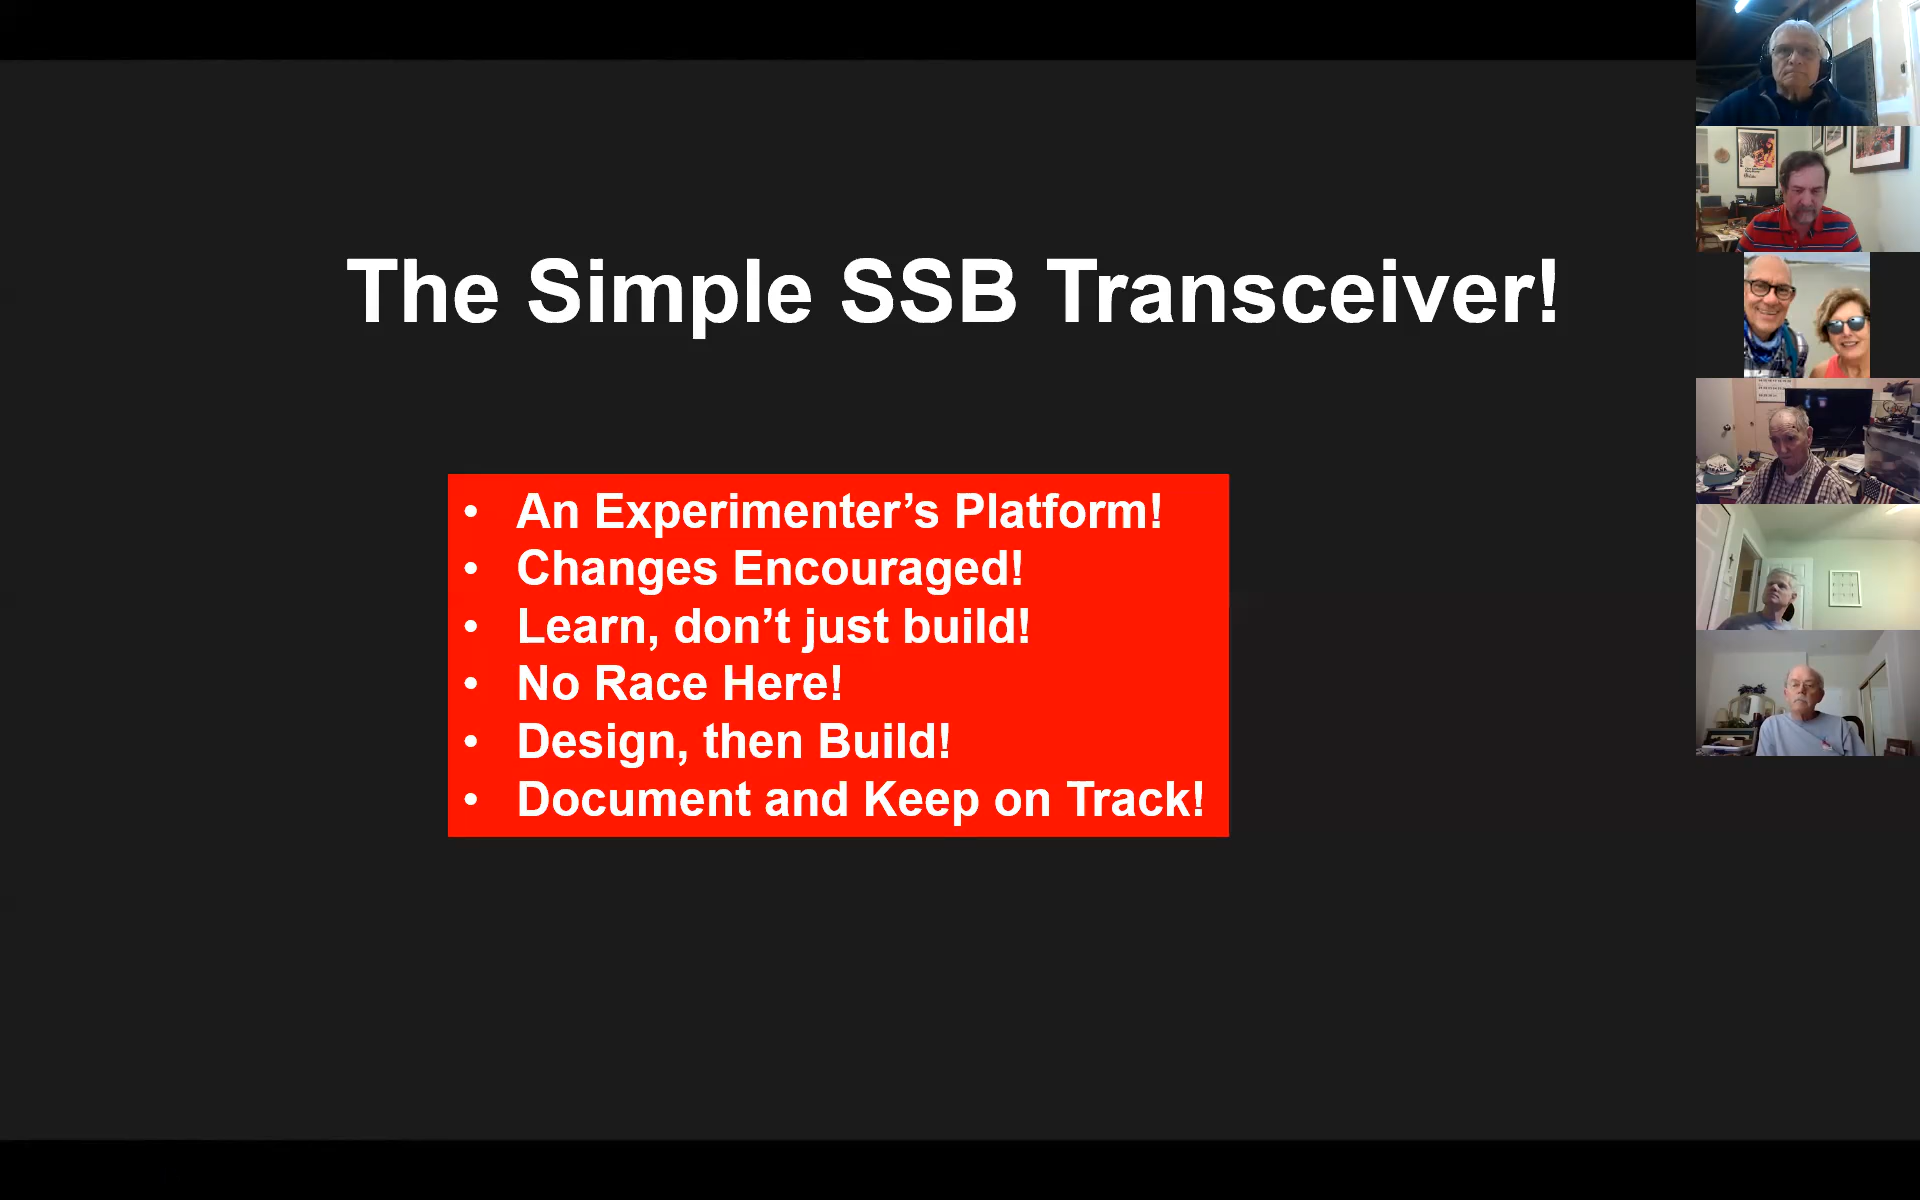 The Simple SSB Transceiver!
• An Experimenter’s Platform!
• Changes Encouraged!
• Learn, don’t just build!
• No Race Here!
• Design, then Build!
• Document and Keep on Track!